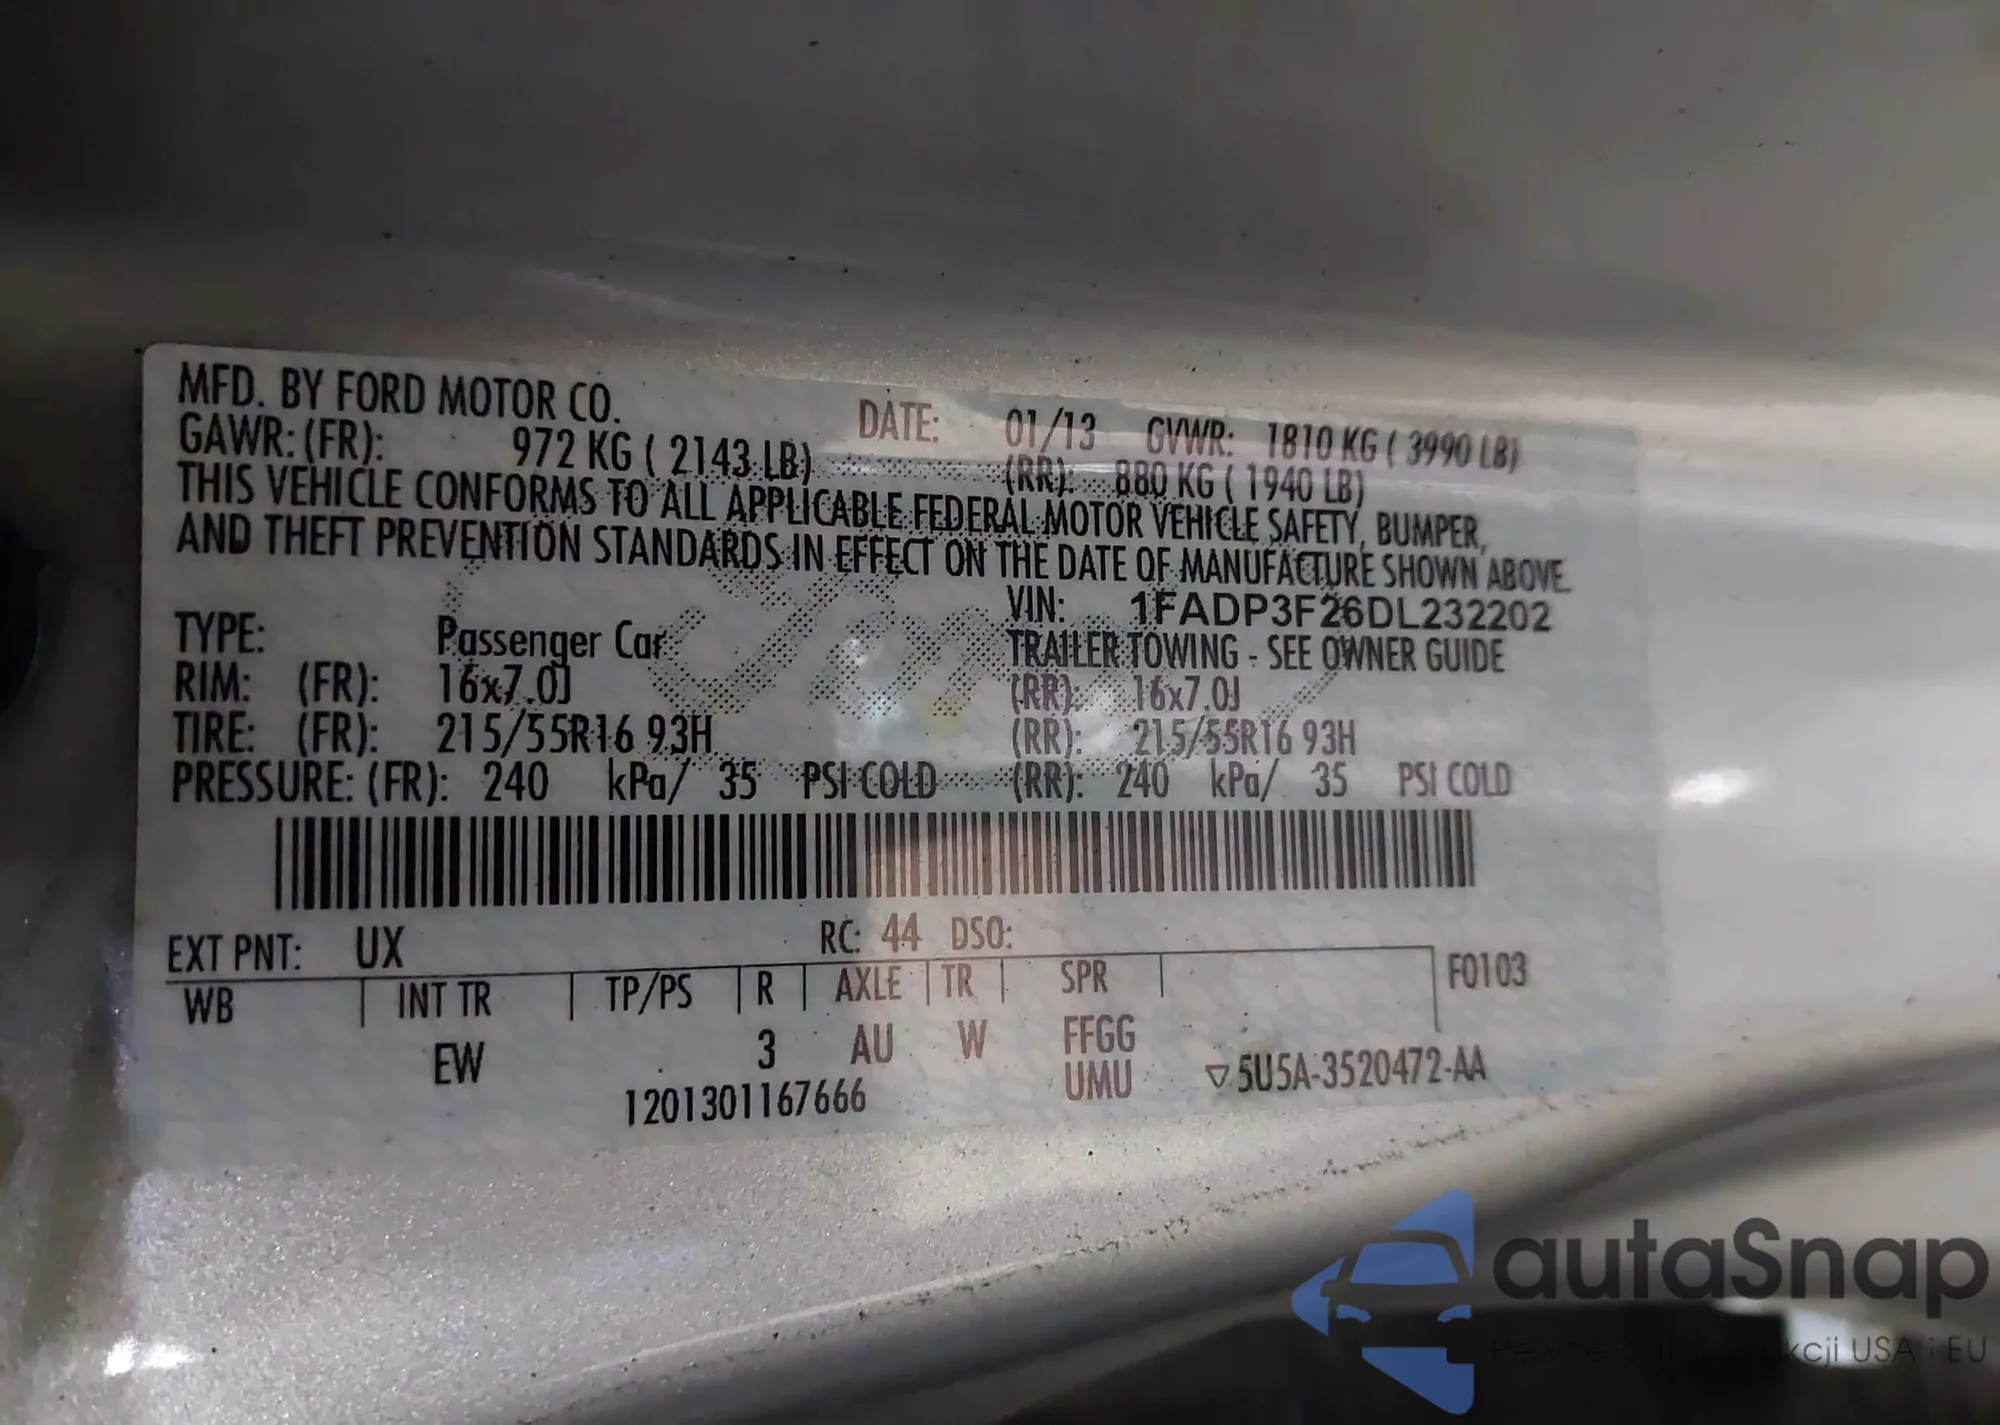 MFD. BY FORD MOTOR CO.
DATE: 01/13 GVWR: 1810 KG ( 3990 LB)
GAWR: (FR): 972 KG ( 2143 LB) (RR): 880 KG ( 1940 LB)
THIS VEHICLE CONFORMS TO ALL APPLICABLE FEDERAL MOTOR VEHICLE SAFETY, BUMPER,
AND THEFT PREVENTION STANDARDS IN EFFECT ON THE DATE OF MANUFACTURE SHOWN ABOVE.
VIN: 1FADP3F26DL232202
TYPE: Passenger Car TRAILER TOWING - SEE OWNER GUIDE
RIM: (FR): 16x7.0J (RR): 16x7.0J
TIRE: (FR): 215/55R16 93H (RR): 215/55R16 93H
PRESSURE: (FR): 240 kPa/ 35 PSI COLD (RR): 240 kPa/ 35 PSI COLD
EXT PNT: UX RC: 44 DSO:
WB INT TR TP/PS R AXLE TR SPR F0103
EW 3 AU W FFGG
UMU ▽5U5A-3520472-AA
1201301167666
autaSnap
USA i EU